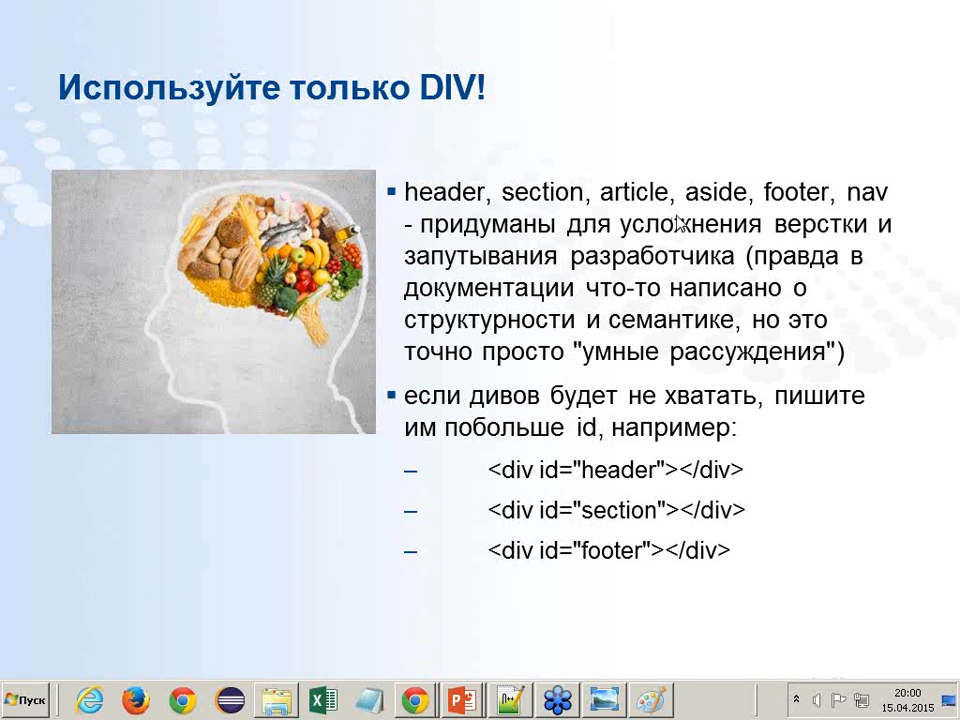 Используйте только DIV!
header, section, article, aside, footer, nav
- придуманы для усложнения верстки и
запутывания разработчика (правда в
документации что-то написано о
структурности и семантике, но это
точно просто "умные рассуждения")
если дивов будет не хватать, пишите
им побольше id, например:
– <div id="header"></div>
– <div id="section"></div>
– <div id="footer"></div>
Пуск
20:00
15.04.2015